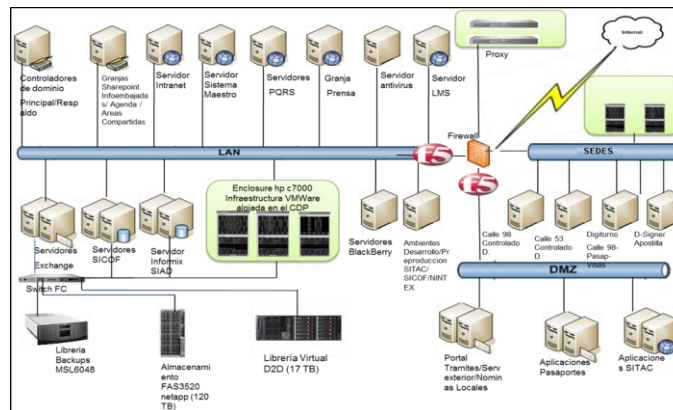 Controladores
de dominio
Principal/Resp
aldo
Granjas
Sharepoint
Infoembajada
s/ Agenda /
Areas
Compartidas
Servidor
Intranet
Servidor
Sistema
Maestro
Servidores
PQRS
Granja
Prensa
Servidor
antivirus
Servidor
LMS
Proxy
Internet
Firewall
LAN
F5
SEDES
F5
Enclosure hp c7000
Infraestructura VMWare
alojada en el CDP
Servidores
Exchange
Servidores
SICOF
Servidor
Informix
SIAD
Servidores
BlackBerry
Ambientes
Desarrollo/Pr
eproduccion
SITAC/
SICOF/NINT
EX
Calle 98
Controlado
D.
Calle 53
Controlado
D.
Digiturno
Calle 98-
Pasap-
Visas
D-Signer
Apostilla
Switch FC
DMZ
Libreria
Backups
MSL6048
Almacenami
ento
FAS3520
netapp (120
TB)
Librería Virtual
D2D (17 TB)
Portal
Tramites/Serv
exterior/Nomin
as Locales
Aplicaciones
Pasaportes
Aplicacione
s SITAC